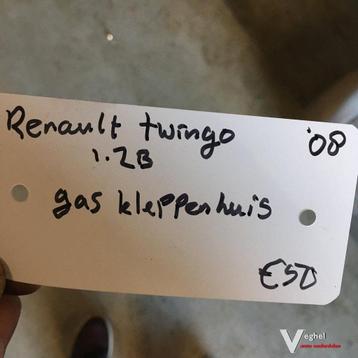 Renault twingo '08
1.2B
gas kleppenhuis
€50
Veghel